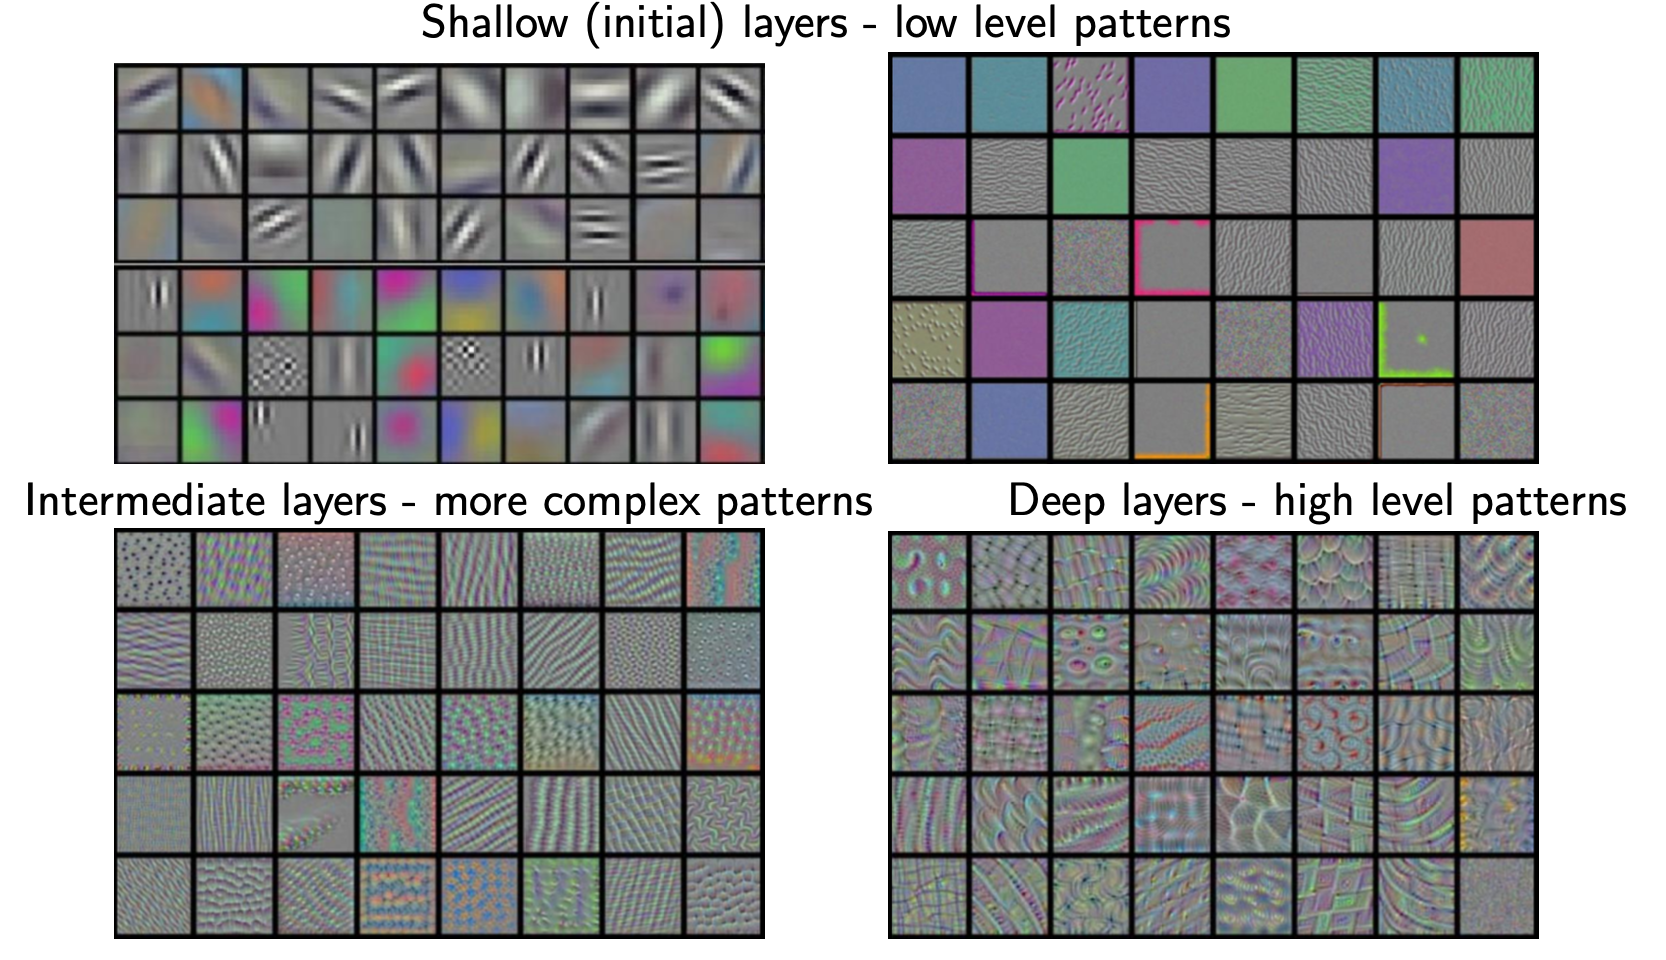 Shallow (initial) layers - low level patterns
Intermediate layers - more complex patterns
Deep layers - high level patterns